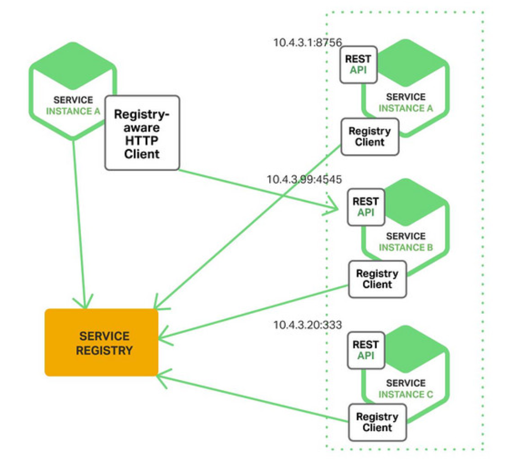 SERVICE
INSTANCE A
Registry-
aware
HTTP
Client
10.4.3.1:8756
REST
API
SERVICE
INSTANCE A
Registry
Client
10.4.3.99:4545
REST
API
SERVICE
INSTANCE B
Registry
Client
SERVICE
REGISTRY
10.4.3.20:333
REST
API
SERVICE
INSTANCE C
Registry
Client